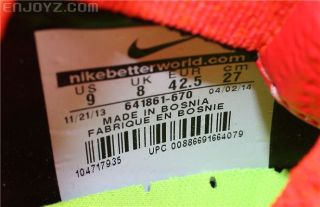 ENJOYZ.COM
www.nikebetterworld.com
US UK EUR cm
9 8 42.5 27
641861-670
11/21/13 04/02/14
MADE IN BOSNIA
FABRIQUE EN BOSNIE
UPC 00886691664079
104717935